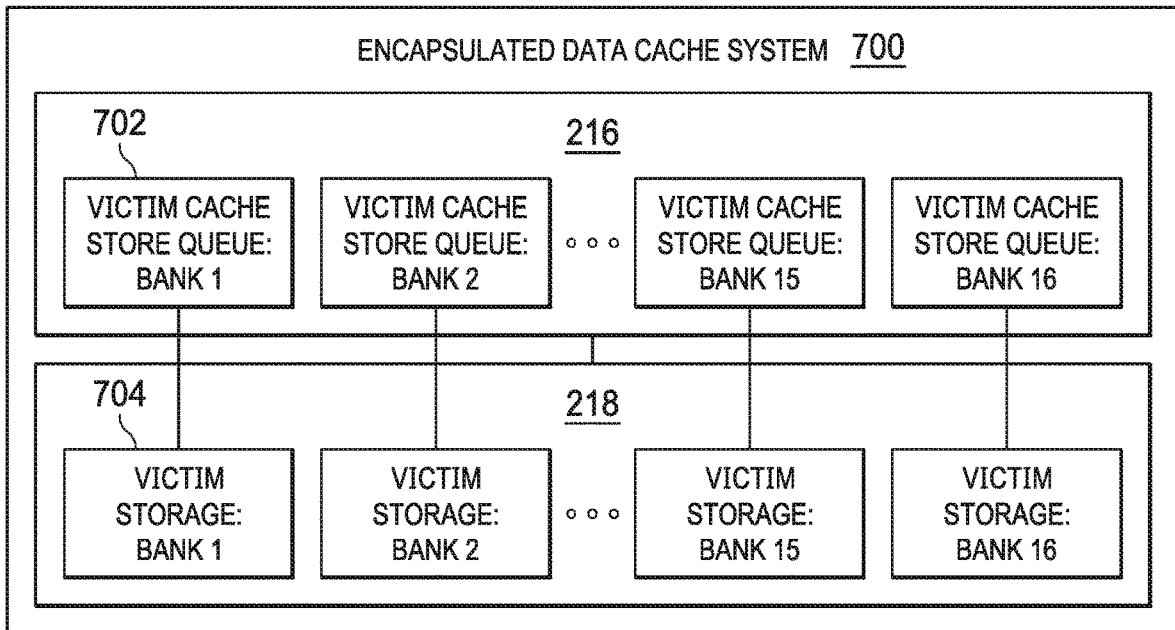 ENCAPSULATED DATA CACHE SYSTEM 700
702
216
VICTIM CACHE
STORE QUEUE:
BANK 1
VICTIM CACHE
STORE QUEUE:
BANK 2
VICTIM CACHE
STORE QUEUE:
BANK 15
VICTIM CACHE
STORE QUEUE:
BANK 16
704
218
VICTIM
STORAGE:
BANK 1
VICTIM
STORAGE:
BANK 2
VICTIM
STORAGE:
BANK 15
VICTIM
STORAGE:
BANK 16